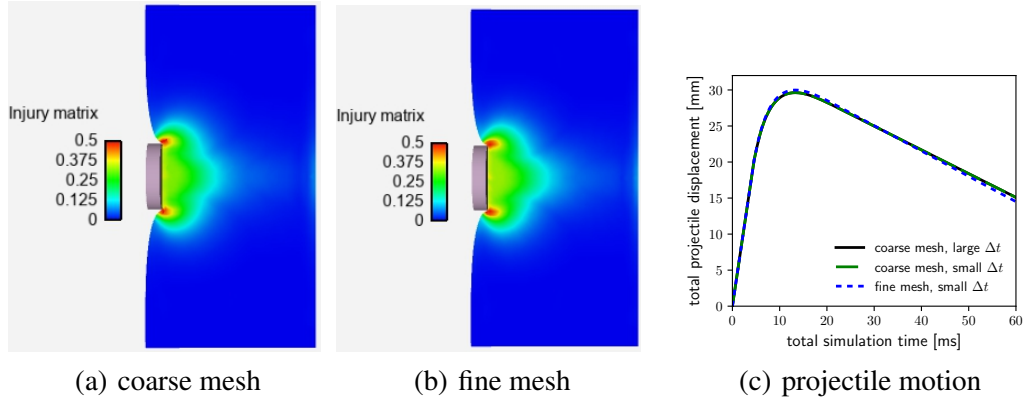 Injury matrix
0.5
0.375
0.25
0.125
0
Injury matrix
0.5
0.375
0.25
0.125
0
total projectile displacement [mm]
30
25
20
15
10
5
0
coarse mesh, large Δt
coarse mesh, small Δt
fine mesh, small Δt
0 10 20 30 40 50 60
total simulation time [ms]
(a) coarse mesh
(b) fine mesh
(c) projectile motion